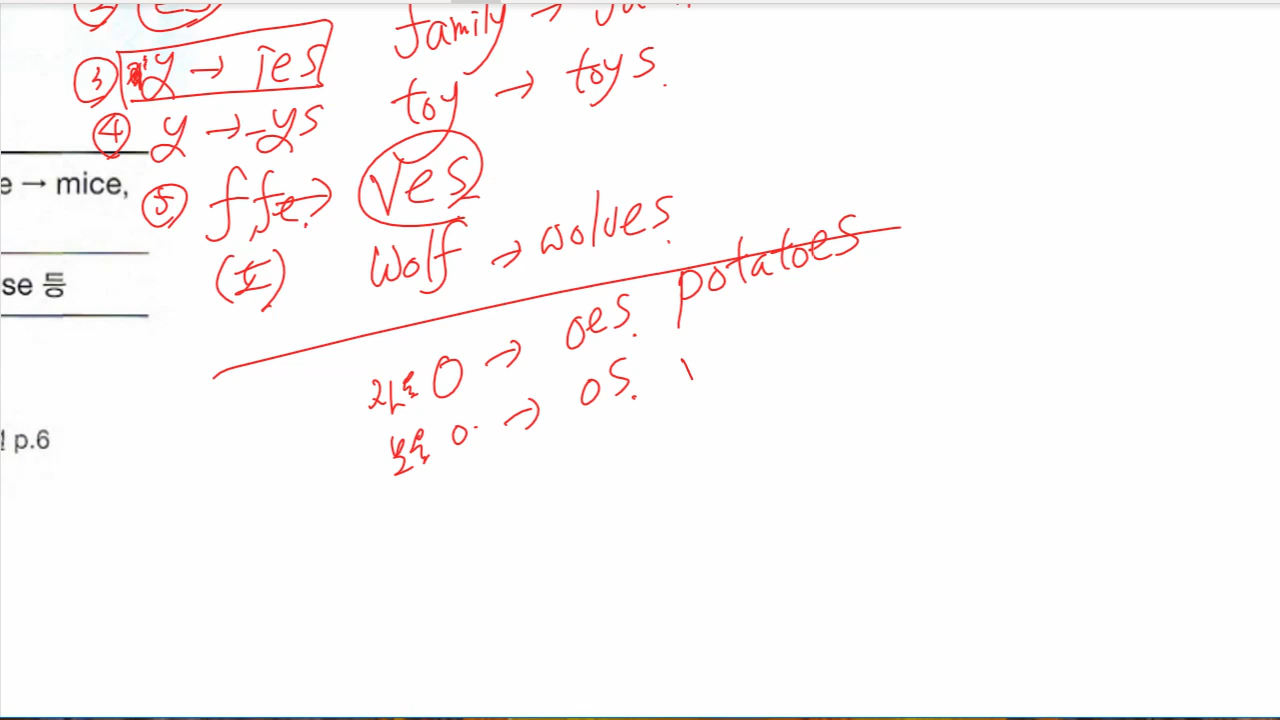 family →
③ y → ies
toy → toys.
④ y → -ys
e → mice,
⑤ f, fe. → ves
wolf → wolves.
se 등
자음 o → oes. potatoes
모음 o. → os.
p.6